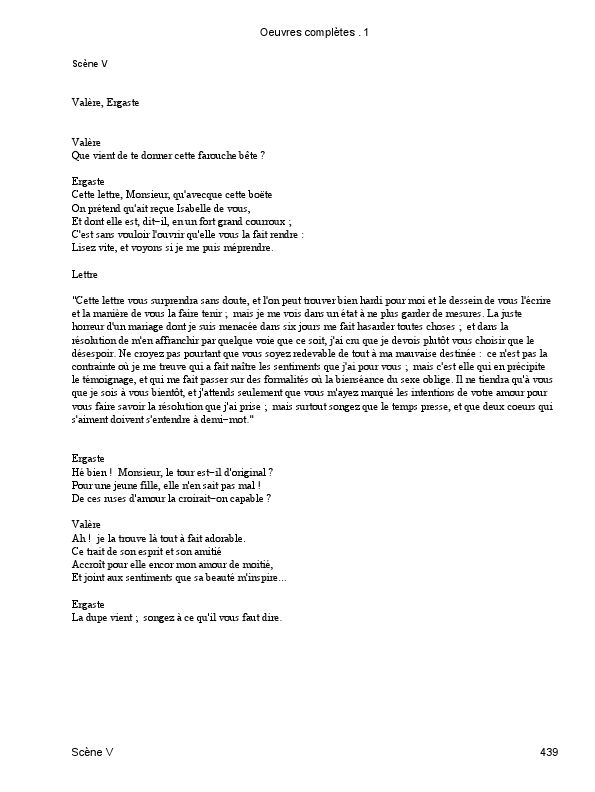 Oeuvres complètes . 1
Scène V
Valère, Ergaste
Valère
Que vient de te donner cette farouche bête ?
Ergaste
Cette lettre, Monsieur, qu'avecque cette boëte
On prétend qu'ait reçue Isabelle de vous,
Et dont elle est, dit−il, en un fort grand courroux ;
C'est sans vouloir l'ouvrir qu'elle vous la fait rendre :
Lisez vite, et voyons si je me puis méprendre.
Lettre
"Cette lettre vous surprendra sans doute, et l'on peut trouver bien hardi pour moi et le dessein de vous l'écrire
et la manière de vous la faire tenir ; mais je me vois dans un état à ne plus garder de mesures. La juste
horreur d'un mariage dont je suis menacée dans six jours me fait hasarder toutes choses ; et dans la
résolution de m'en affranchir par quelque voie que ce soit, j'ai cru que je devois plutôt vous choisir que le
désespoir. Ne croyez pas pourtant que vous soyez redevable de tout à ma mauvaise destinée : ce n'est pas la
contrainte où je me treuve qui a fait naître les sentiments que j'ai pour vous ; mais c'est elle qui en précipite
le témoignage, et qui me fait passer sur des formalités où la bienséance du sexe oblige. Il ne tiendra qu'à vous
que je sois à vous bientôt, et j'attends seulement que vous m'ayez marqué les intentions de votre amour pour
vous faire savoir la résolution que j'ai prise ; mais surtout songez que le temps presse, et que deux coeurs qui
s'aiment doivent s'entendre à demi−mot."
Ergaste
Hé bien ! Monsieur, le tour est−il d'original ?
Pour une jeune fille, elle n'en sait pas mal !
De ces ruses d'amour la croirait−on capable ?
Valère
Ah ! je la trouve là tout à fait adorable.
Ce trait de son esprit et son amitié
Accroît pour elle encor mon amour de moitié,
Et joint aux sentiments que sa beauté m'inspire...
Ergaste
La dupe vient ; songez à ce qu'il vous faut dire.
Scène V
439